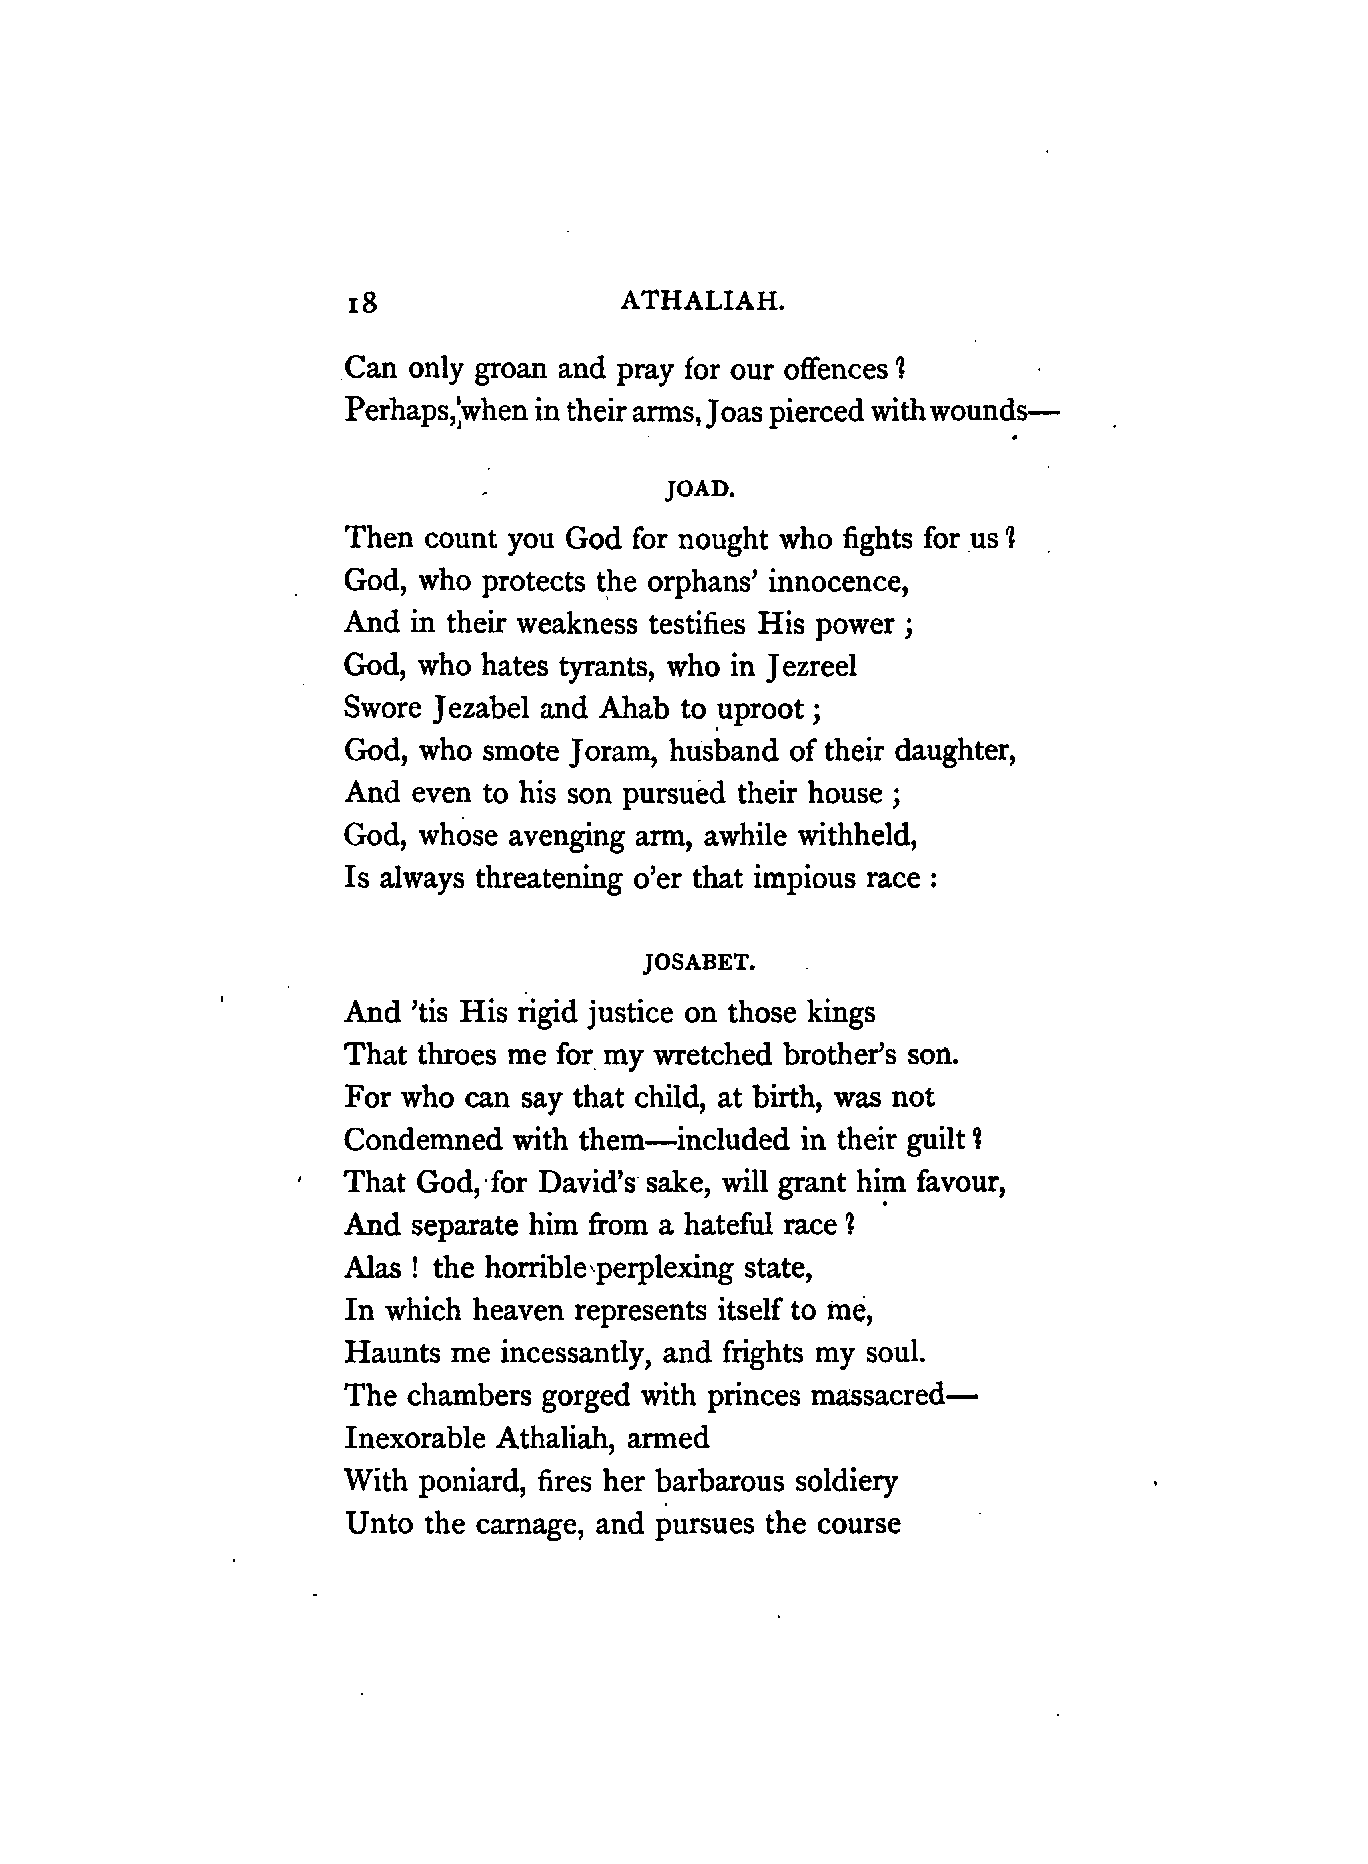 18 ATHALIAH.
Can only groan and pray for our offences?
Perhaps, when in their arms, Joas pierced with wounds—
JOAD.
Then count you God for nought who fights for us?
God, who protects the orphans' innocence,
And in their weakness testifies His power;
God, who hates tyrants, who in Jezreel
Swore Jezabel and Ahab to uproot;
God, who smote Joram, husband of their daughter,
And even to his son pursued their house;
God, whose avenging arm, awhile withheld,
Is always threatening o'er that impious race:
JOSABET.
And 'tis His rigid justice on those kings
That throes me for my wretched brother's son.
For who can say that child, at birth, was not
Condemned with them—included in their guilt?
That God, for David's sake, will grant him favour,
And separate him from a hateful race?
Alas! the horrible perplexing state,
In which heaven represents itself to me,
Haunts me incessantly, and frights my soul.
The chambers gorged with princes massacred—
Inexorable Athaliah, armed
With poniard, fires her barbarous soldiery
Unto the carnage, and pursues the course